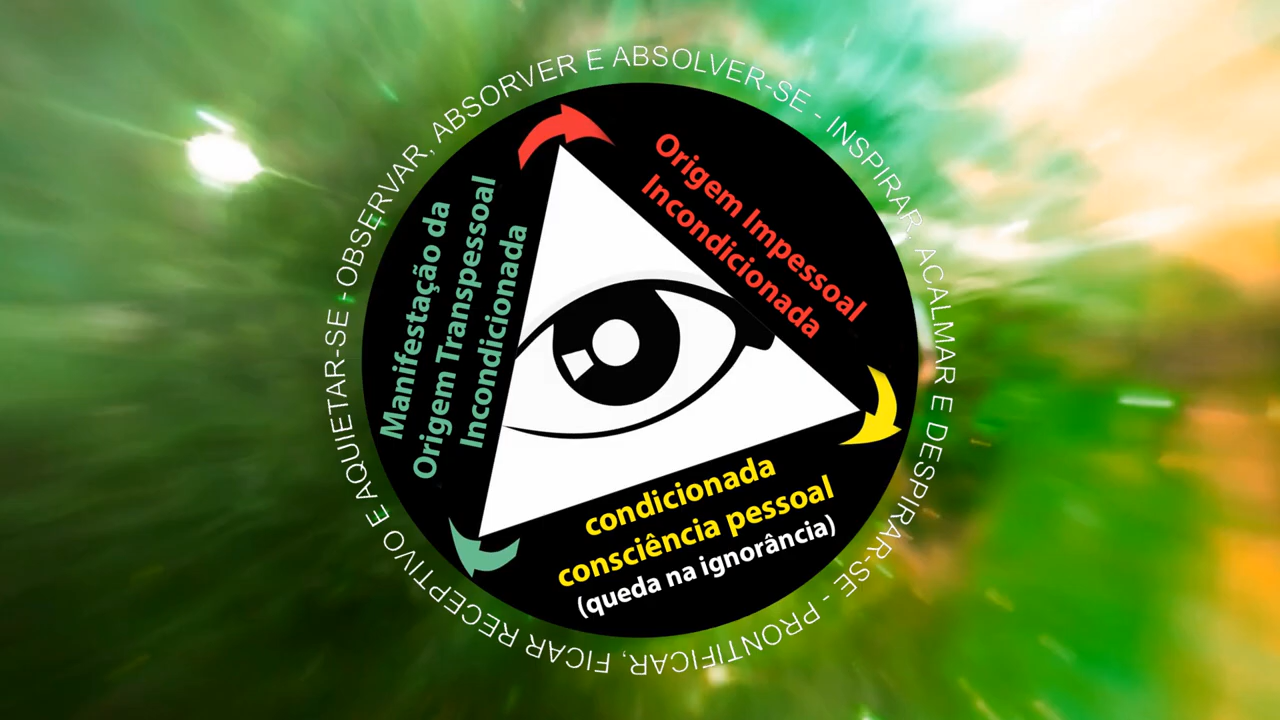 OBSERVAR, ABSORVER E ABSOLVER-SE - INSPIRAR, ACALMAR E DESPIRAR-SE - PRONTIFICAR, FICAR RECEPTIVO E AQUIETAR-SE -
Origem Impessoal
Incondicionada
condicionada
consciência pessoal
(queda na ignorância)
Manifestação da
Origem Transpessoal
Incondicionada